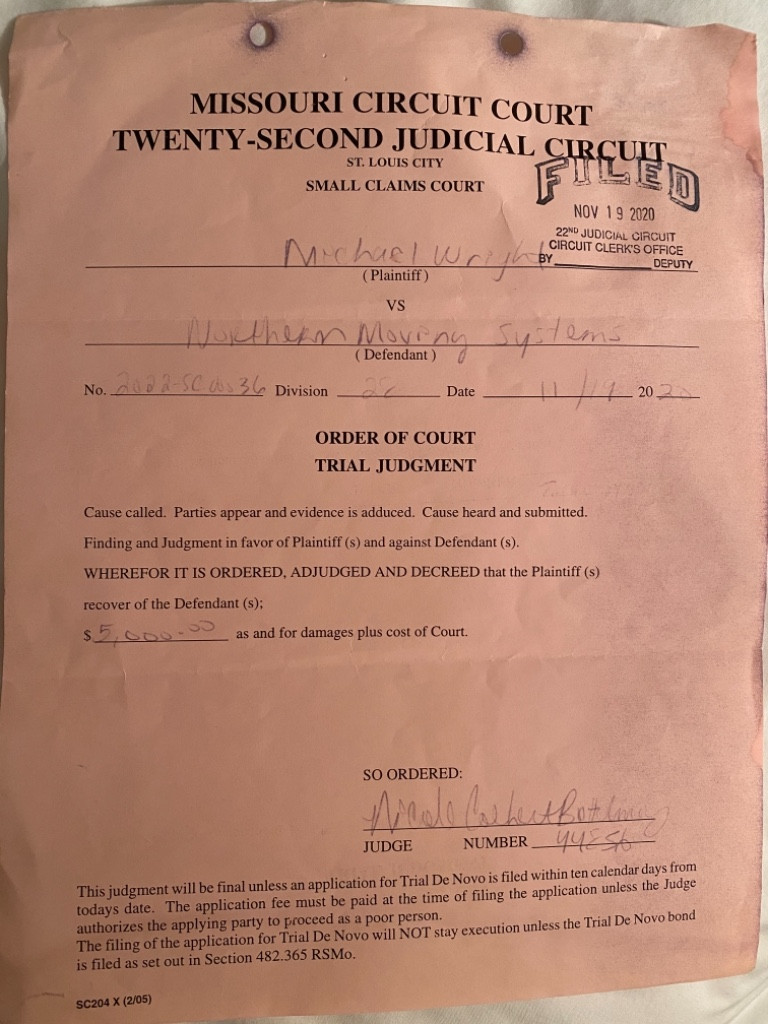 MISSOURI CIRCUIT COURT
TWENTY-SECOND JUDICIAL CIRCUIT
ST. LOUIS CITY
SMALL CLAIMS COURT
FILED
NOV 19 2020
22ND JUDICIAL CIRCUIT
CIRCUIT CLERK'S OFFICE
BY DEPUTY
Michael Wright
(Plaintiff)
VS
Northern Moving Systems
(Defendant)
No. Division Date 11/19 2020
ORDER OF COURT
TRIAL JUDGMENT
Cause called. Parties appear and evidence is adduced. Cause heard and submitted.
Finding and Judgment in favor of Plaintiff (s) and against Defendant (s).
WHEREFOR IT IS ORDERED, ADJUDGED AND DECREED that the Plaintiff (s)
recover of the Defendant (s);
$ 5,000.00 as and for damages plus cost of Court.
SO ORDERED:
Nicole
JUDGE NUMBER
This judgment will be final unless an application for Trial De Novo is filed within ten calendar days from
todays date. The application fee must be paid at the time of filing the application unless the Judge
authorizes the applying party to proceed as a poor person.
The filing of the application for Trial De Novo will NOT stay execution unless the Trial De Novo bond
is filed as set out in Section 482.365 RSMo.
SC204 X (2/05)